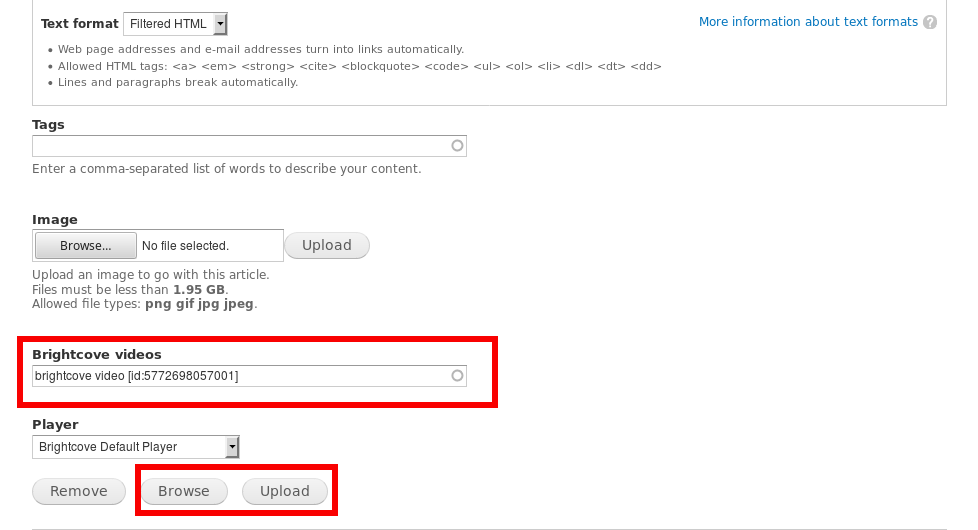 Text format Filtered HTML More information about text formats ?
Web page addresses and e-mail addresses turn into links automatically.
Allowed HTML tags: <a> <em> <strong> <cite> <blockquote> <code> <ul> <ol> <li> <dl> <dt> <dd>
Lines and paragraphs break automatically.
Tags
Enter a comma-separated list of words to describe your content.
Image
Browse... No file selected. Upload
Upload an image to go with this article.
Files must be less than 1.95 GB.
Allowed file types: png gif jpg jpeg.
Brightcove videos
brightcove video [id:5772698057001]
Player
Brightcove Default Player
Remove Browse Upload